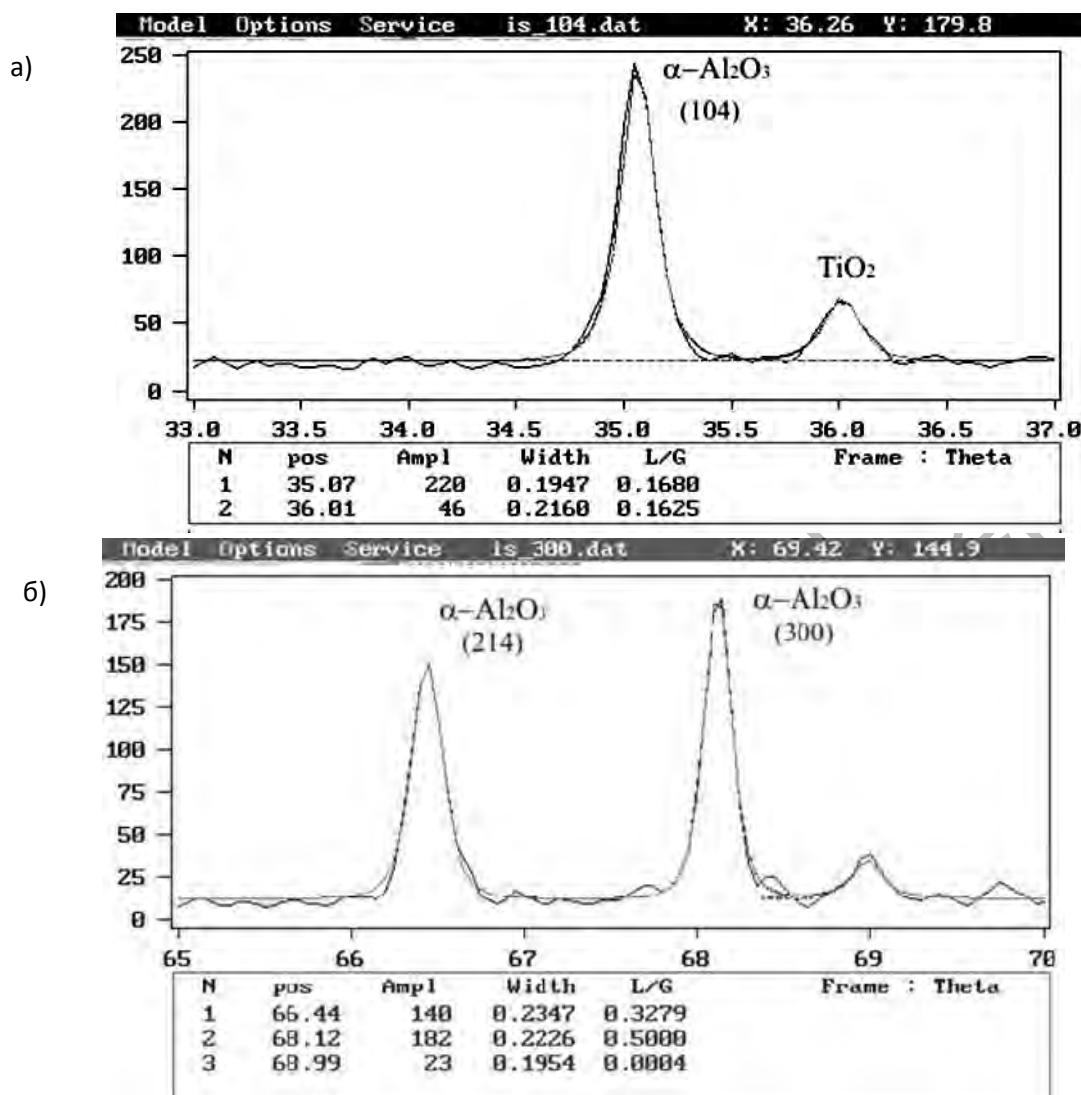 Model Options Service is_104.dat X: 36.26 Y: 179.8
а)
250
200
150
100
50
0
α–Al2O3
(104)
TiO2
33.0 33.5 34.0 34.5 35.0 35.5 36.0 36.5 37.0
N pos Ampl Width L/G Frame : Theta
1 35.07 220 0.1947 0.1680
2 36.01 46 0.2160 0.1625
Model Options Service is_300.dat X: 69.42 Y: 144.9
б)
200
175
150
125
100
75
50
25
0
α–Al2O3
(214)
α–Al2O3
(300)
65 66 67 68 69 70
N pos Ampl Width L/G Frame : Theta
1 66.44 140 0.2347 0.3279
2 68.12 182 0.2226 0.5000
3 68.99 23 0.1954 0.0004